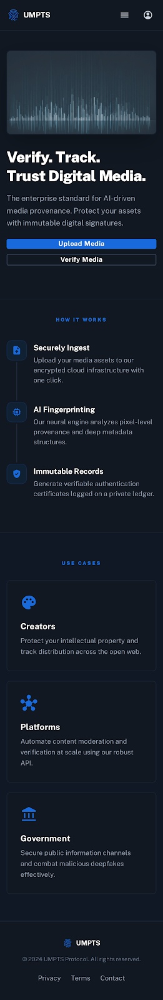 UMPTS
Verify. Track.
Trust Digital Media.
The enterprise standard for AI-driven
media provenance. Protect your assets
with immutable digital signatures.
Upload Media
Verify Media
HOW IT WORKS
Securely Ingest
Upload your media assets to our
encrypted cloud infrastructure with
one click.
AI Fingerprinting
Our neural engine analyzes pixel-level
provenance and deep metadata
structures.
Immutable Records
Generate verifiable authentication
certificates logged on a private ledger.
USE CASES
Creators
Protect your intellectual property and
track distribution across the open web.
Platforms
Automate content moderation and
verification at scale using our robust
API.
Government
Secure public information channels
and combat malicious deepfakes
effectively.
UMPTS
© 2024 UMPTS Protocol. All rights reserved.
Privacy Terms Contact